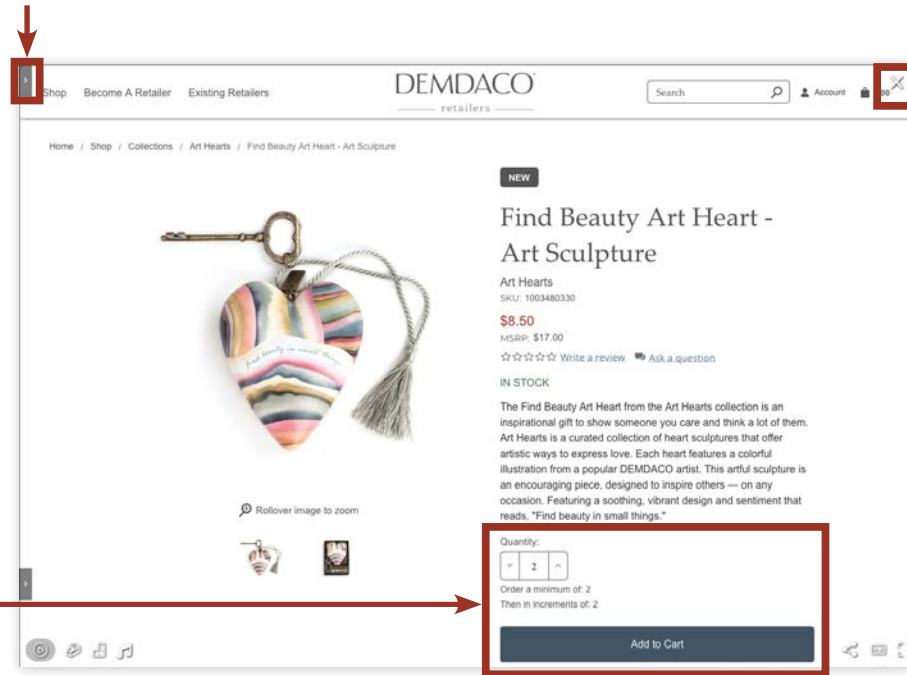 Shop Become A Retailer Existing Retailers
DEMDACO
retailers
Search
Account
Home / Shop / Collections / Art Hearts / Find Beauty Art Heart - Art Sculpture
NEW
Find Beauty Art Heart -
Art Sculpture
Art Hearts
SKU: 1003480330
$8.50
MSRP: $17.00
Write a review Ask a question
IN STOCK
The Find Beauty Art Heart from the Art Hearts collection is an
inspirational gift to show someone you care and think a lot of them.
Art Hearts is a curated collection of heart sculptures that offer
artistic ways to express love. Each heart features a colorful
illustration from a popular DEMDACO artist. This artful sculpture is
an encouraging piece, designed to inspire others — on any
occasion. Featuring a soothing, vibrant design and sentiment that
reads, "Find beauty in small things."
find beauty in small things
Rollover image to zoom
Quantity:
2
Order a minimum of: 2
Then in increments of: 2
Add to Cart